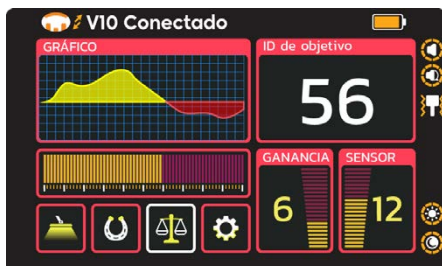 V10 Conectado
GRÁFICO
ID de objetivo
56
GANANCIA
SENSOR
6
12